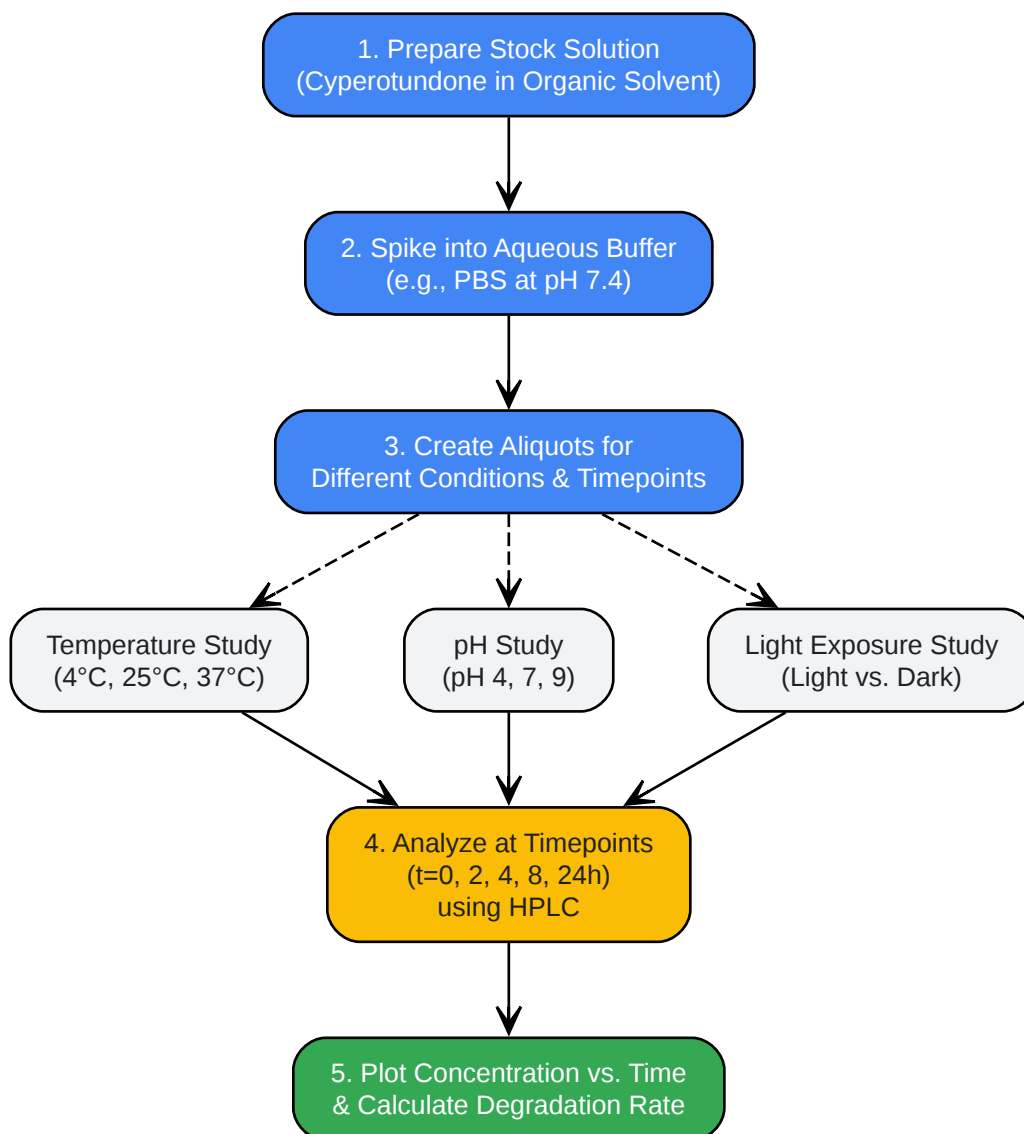 1. Prepare Stock Solution
(Cyperotundone in Organic Solvent)
2. Spike into Aqueous Buffer
(e.g., PBS at pH 7.4)
3. Create Aliquots for
Different Conditions & Timepoints
Temperature Study
(4°C, 25°C, 37°C)
pH Study
(pH 4, 7, 9)
Light Exposure Study
(Light vs. Dark)
4. Analyze at Timepoints
(t=0, 2, 4, 8, 24h)
using HPLC
5. Plot Concentration vs. Time
& Calculate Degradation Rate